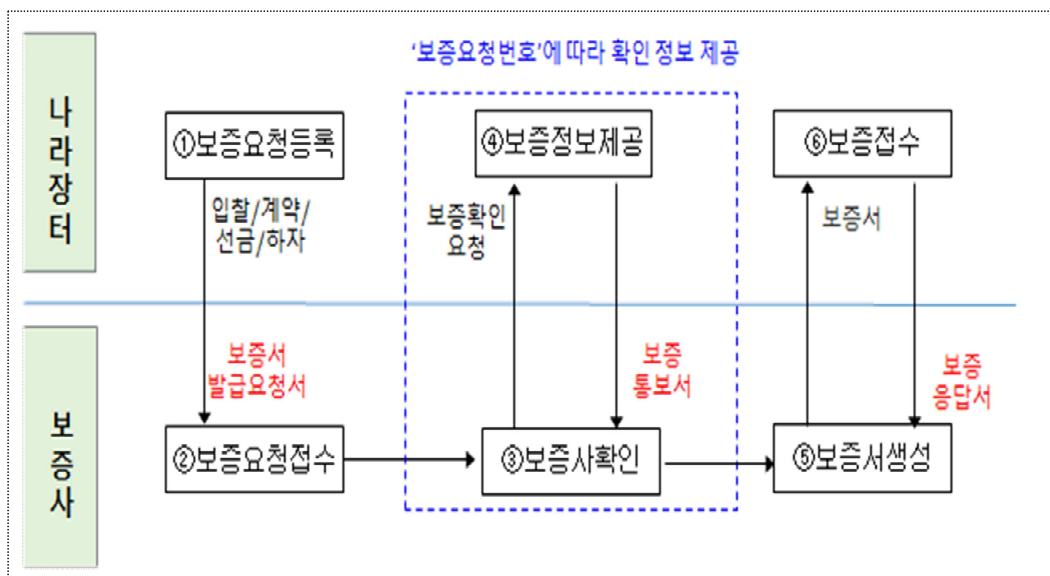 '보증요청번호'에 따라 확인 정보 제공
나
라
장
터
①보증요청등록
④보증정보제공
⑥보증접수
입찰/계약/
선금/하자
보증확인
요청
보증서
보증서
발급요청서
보증
통보서
보증
응답서
보
증
사
②보증요청접수
③보증사확인
⑤보증서생성